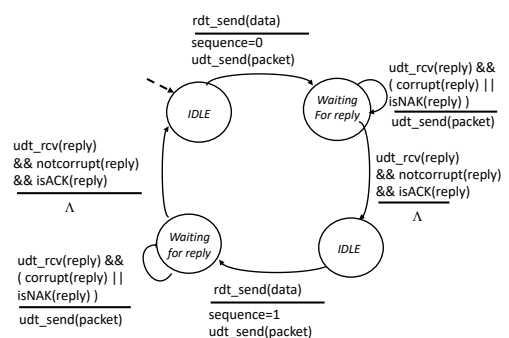 rdt_send(data)
sequence=0
udt_send(packet)
udt_rcv(reply) &&
( corrupt(reply) ||
isNAK(reply) )
udt_send(packet)
IDLE
Waiting
For reply
udt_rcv(reply)
&& notcorrupt(reply)
&& isACK(reply)
Λ
udt_rcv(reply)
&& notcorrupt(reply)
&& isACK(reply)
Λ
Waiting
for reply
IDLE
udt_rcv(reply) &&
( corrupt(reply) ||
isNAK(reply) )
udt_send(packet)
rdt_send(data)
sequence=1
udt_send(packet)